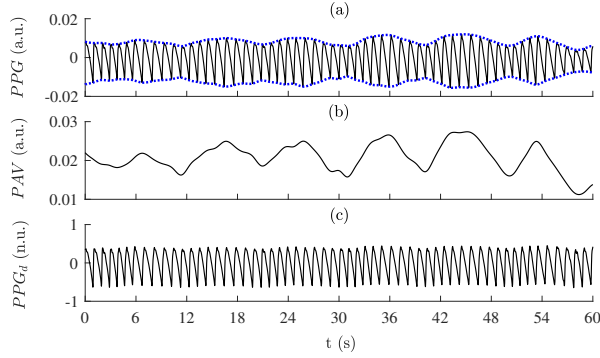 (a)
0.02
0
-0.02
PPG (a.u.)
(b)
0.03
0.02
0.01
PAV (a.u.)
(c)
1
0
-1
PPG_d (n.u.)
0 6 12 18 24 30 36 42 48 54 60
t (s)